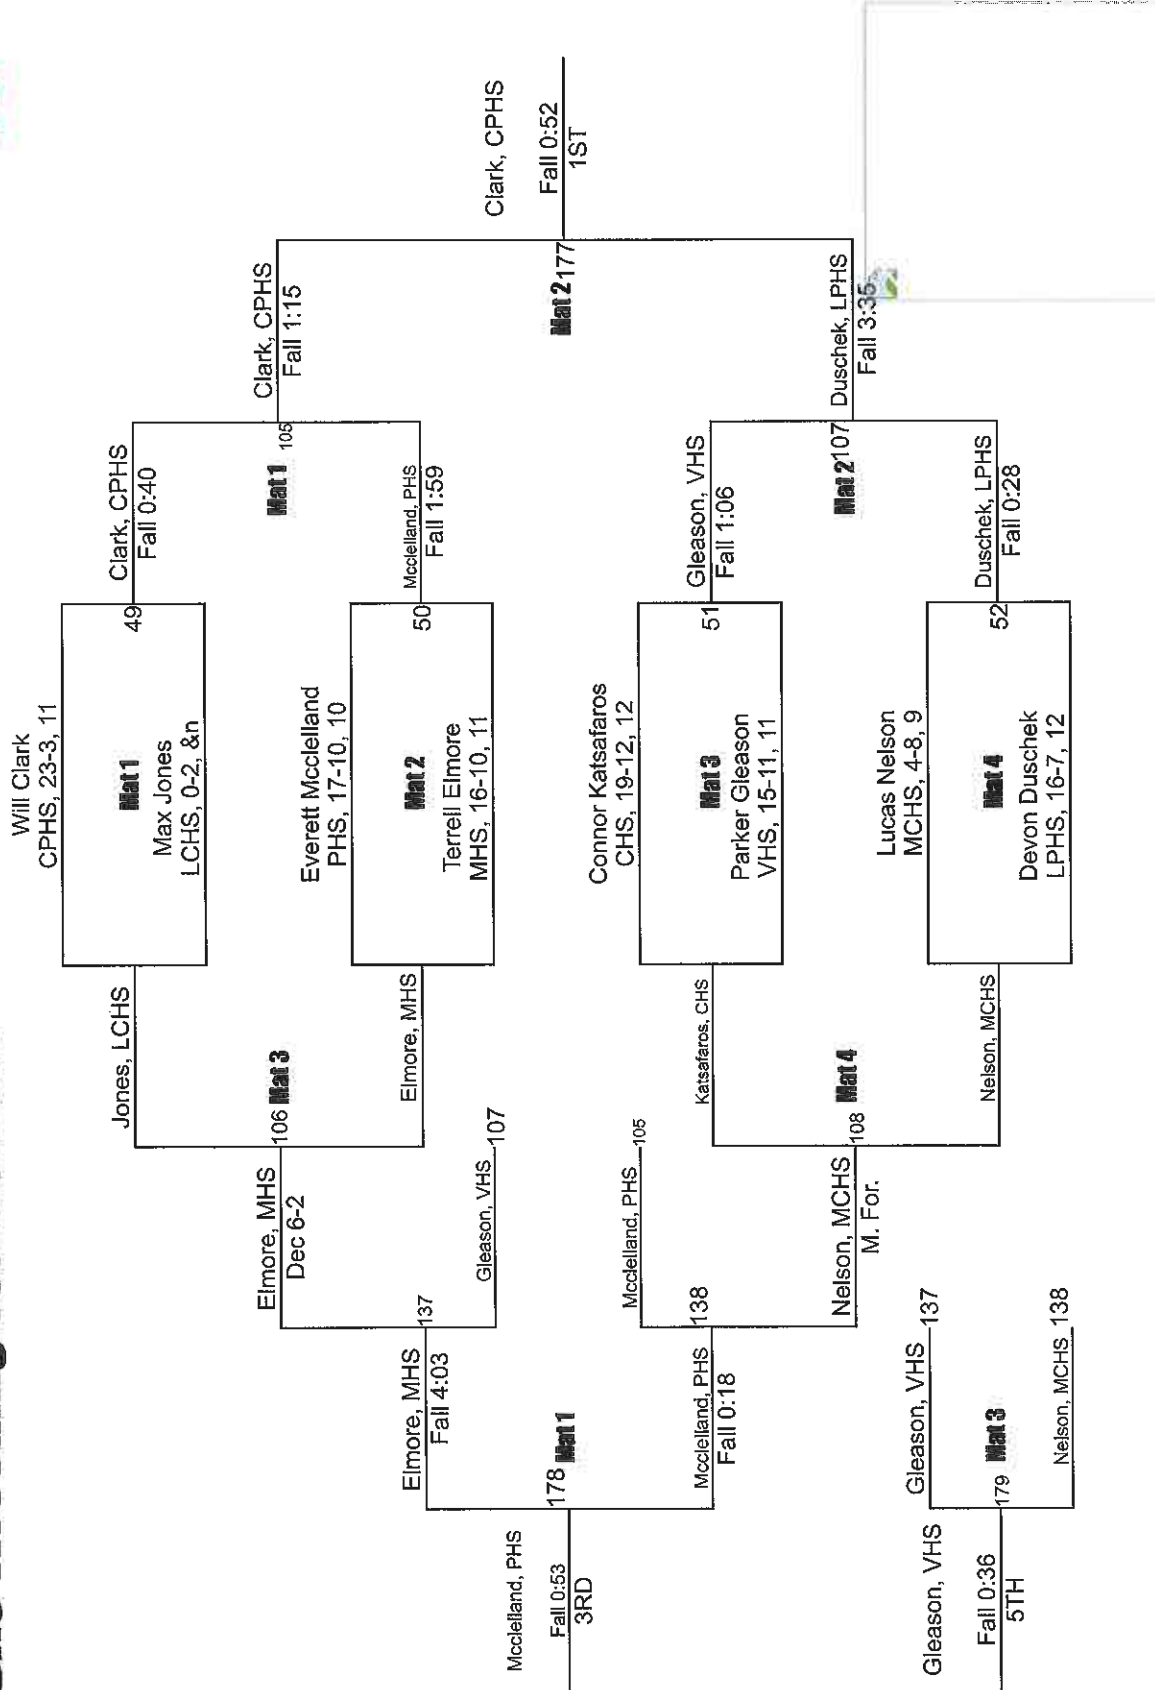 Will Clark
CPHS, 23-3, 11
Mat 1
49
Max Jones
LCHS, 0-2, &n
Everett Mcclelland
PHS, 17-10, 10
Mat 2
50
Terrell Elmore
MHS, 16-10, 11
Connor Katsafaros
CHS, 19-12, 12
Mat 3
51
Parker Gleason
VHS, 15-11, 11
Lucas Nelson
MCHS, 4-8, 9
Mat 4
52
Devon Duschek
LPHS, 16-7, 12
Clark, CPHS
Fall 0:40
Mat 1 105
Mcclelland, PHS
Fall 1:59
Gleason, VHS
Fall 1:06
Mat 2 107
Duschek, LPHS
Fall 0:28
Clark, CPHS
Fall 1:15
Mat 2 177
Duschek, LPHS
Fall 3:35
Clark, CPHS
Fall 0:52
1ST
Jones, LCHS
106 Mat 3
Elmore, MHS
Katsafaros, CHS
108 Mat 4
Nelson, MCHS
Elmore, MHS
Dec 6-2
137
Gleason, VHS 107
Mcclelland, PHS 105
138
Nelson, MCHS
M. For.
Elmore, MHS
Fall 4:03
178 Mat 1
Mcclelland, PHS
Fall 0:18
Mcclelland, PHS
Fall 0:53
3RD
Gleason, VHS 137
179 Mat 3
Nelson, MCHS 138
Gleason, VHS
Fall 0:36
5TH